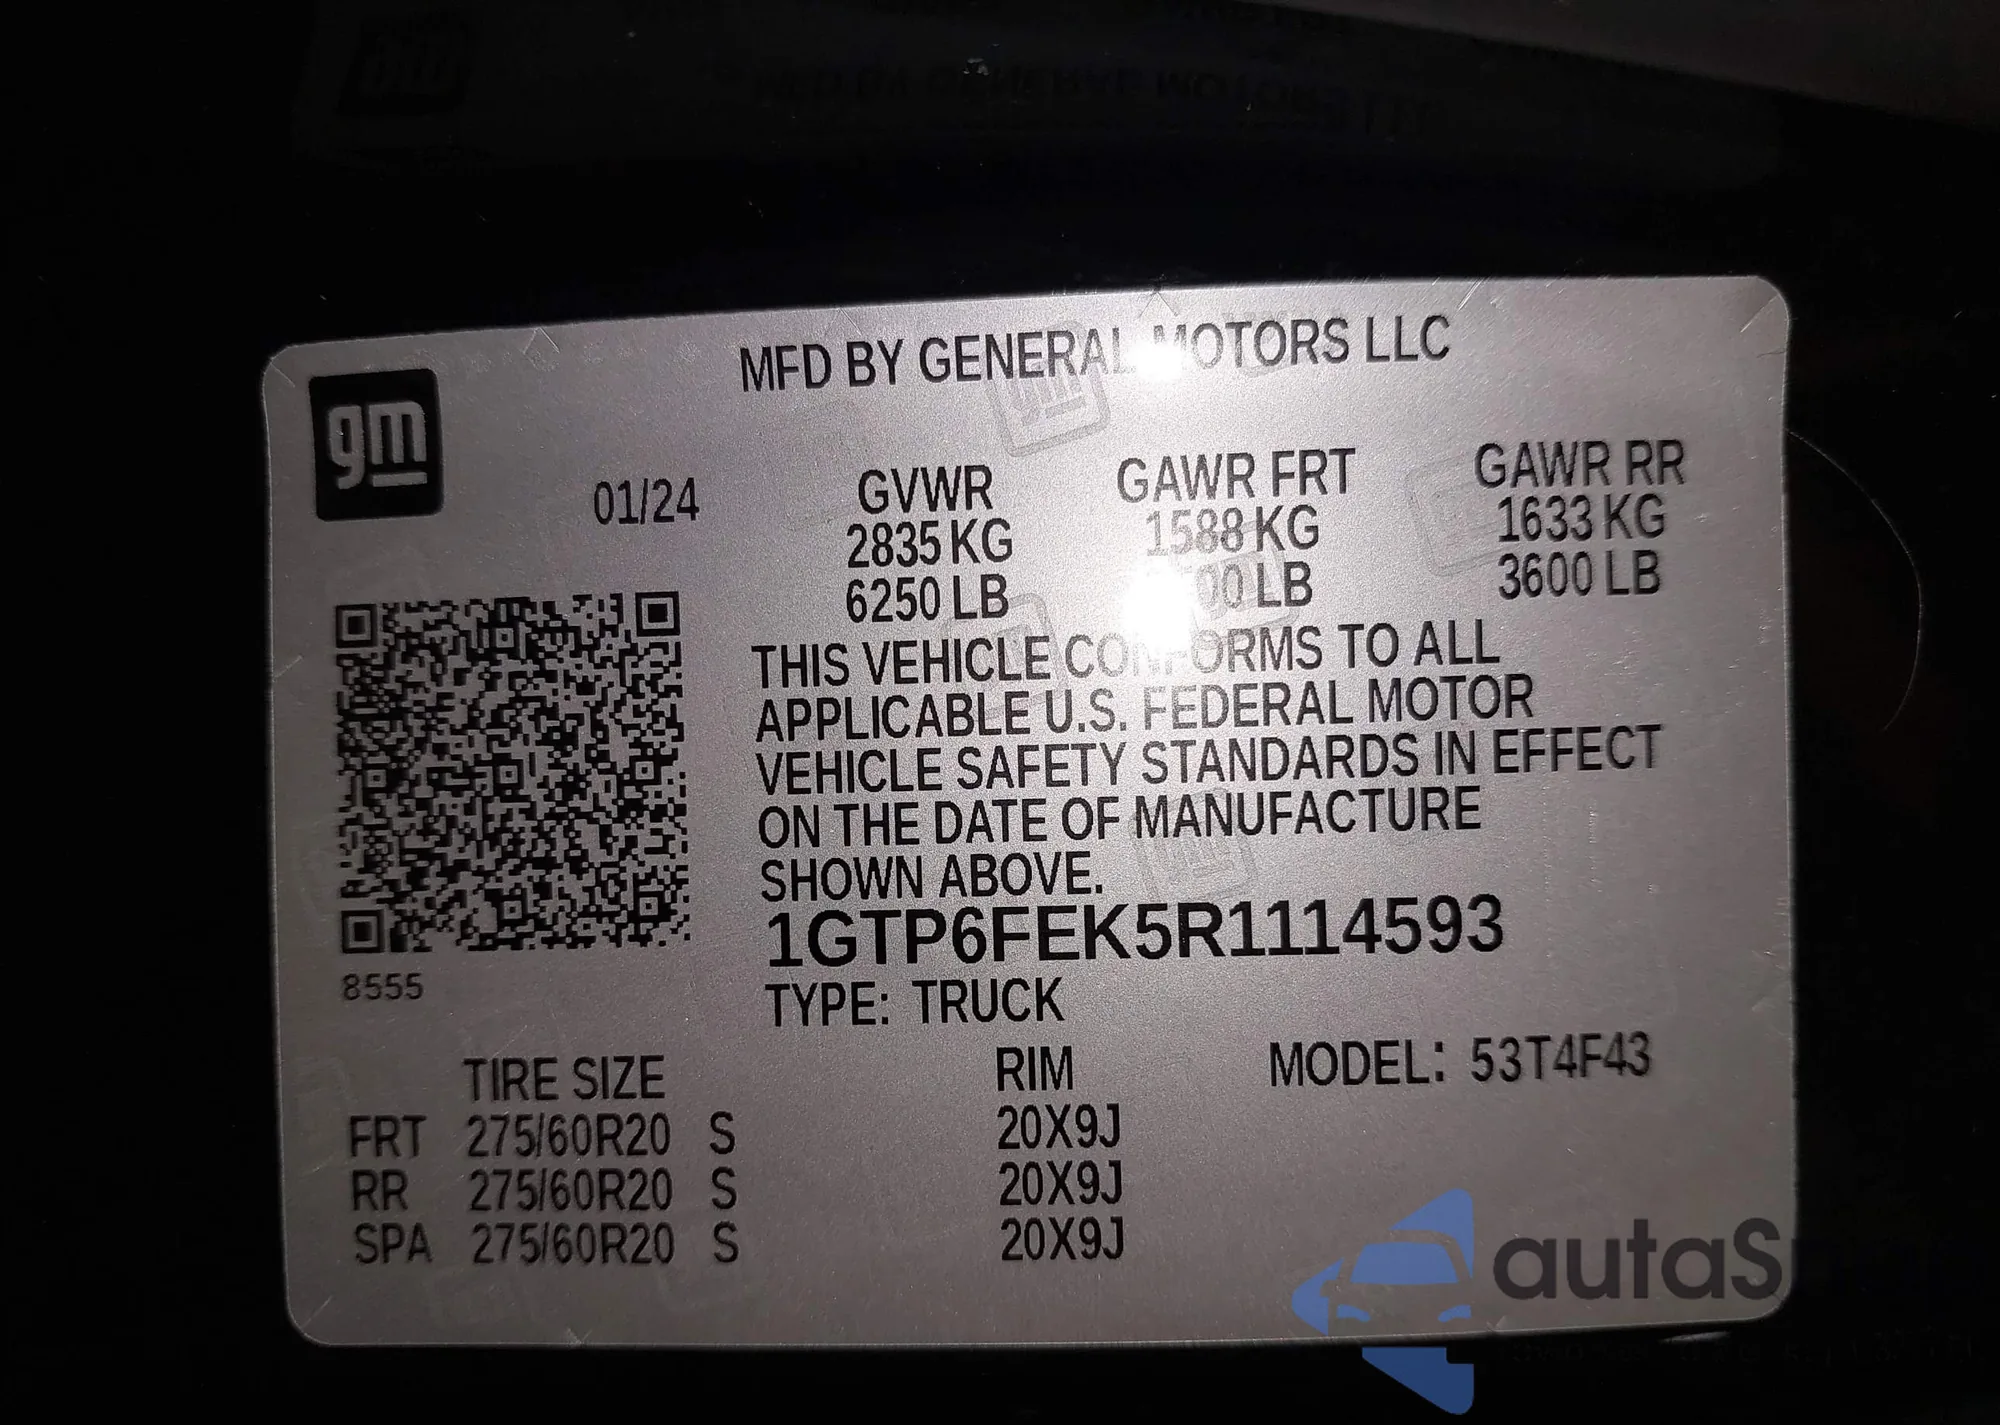 MFD BY GENERAL MOTORS LLC
gm
01/24
GVWR GAWR FRT GAWR RR
2835 KG 1588 KG 1633 KG
6250 LB LB 3600 LB
THIS VEHICLE CONFORMS TO ALL
APPLICABLE U.S. FEDERAL MOTOR
VEHICLE SAFETY STANDARDS IN EFFECT
ON THE DATE OF MANUFACTURE
SHOWN ABOVE.
1GTP6FEK5R1114593
8555
TYPE: TRUCK
TIRE SIZE RIM MODEL: 53T4F43
FRT 275/60R20 S 20X9J
RR 275/60R20 S 20X9J
SPA 275/60R20 S 20X9J
autaS